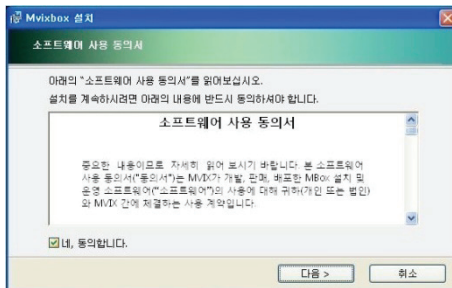 Mvixbox 설치
소프트웨어 사용 동의서
아래의 “소프트웨어 사용 동의서”를 읽어보십시오.
설치를 계속하시려면 아래의 내용에 반드시 동의하셔야 합니다.
소프트웨어 사용 동의서
중요한 내용이므로 자세히 읽어 보시기 바랍니다. 본 소프트웨어
사용 동의서("동의서")는 MVIX가 개발, 판매, 배포한 MBox 설치 및
운영 소프트웨어("소프트웨어")의 사용에 대해 귀하(개인 또는 법인)
와 MVIX 간에 체결하는 사용 계약입니다.
네, 동의합니다.
다음 >
취소